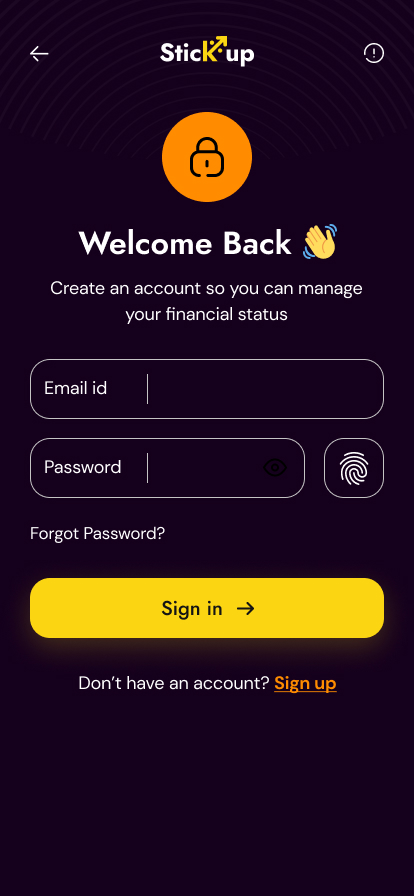 Stickup
Welcome Back 👋
Create an account so you can manage
your financial status
Email id
Password
Forgot Password?
Sign in →
Don’t have an account? Sign up